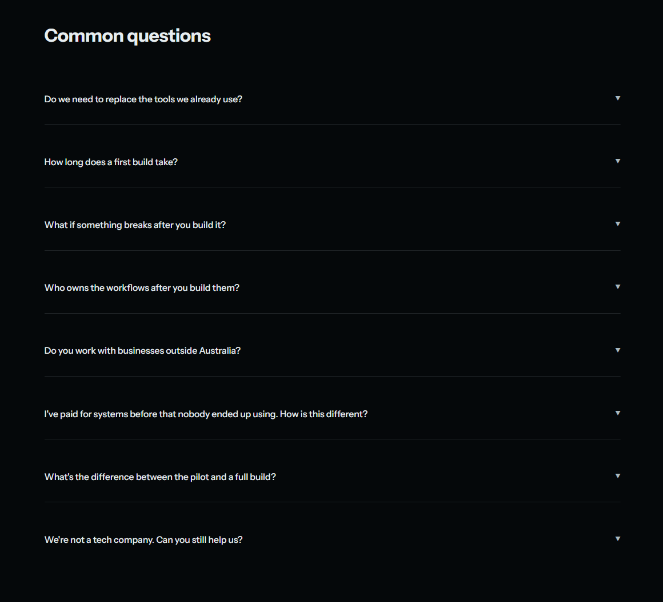 Common questions
Do we need to replace the tools we already use?
How long does a first build take?
What if something breaks after you build it?
Who owns the workflows after you build them?
Do you work with businesses outside Australia?
I've paid for systems before that nobody ended up using. How is this different?
What's the difference between the pilot and a full build?
We're not a tech company. Can you still help us?